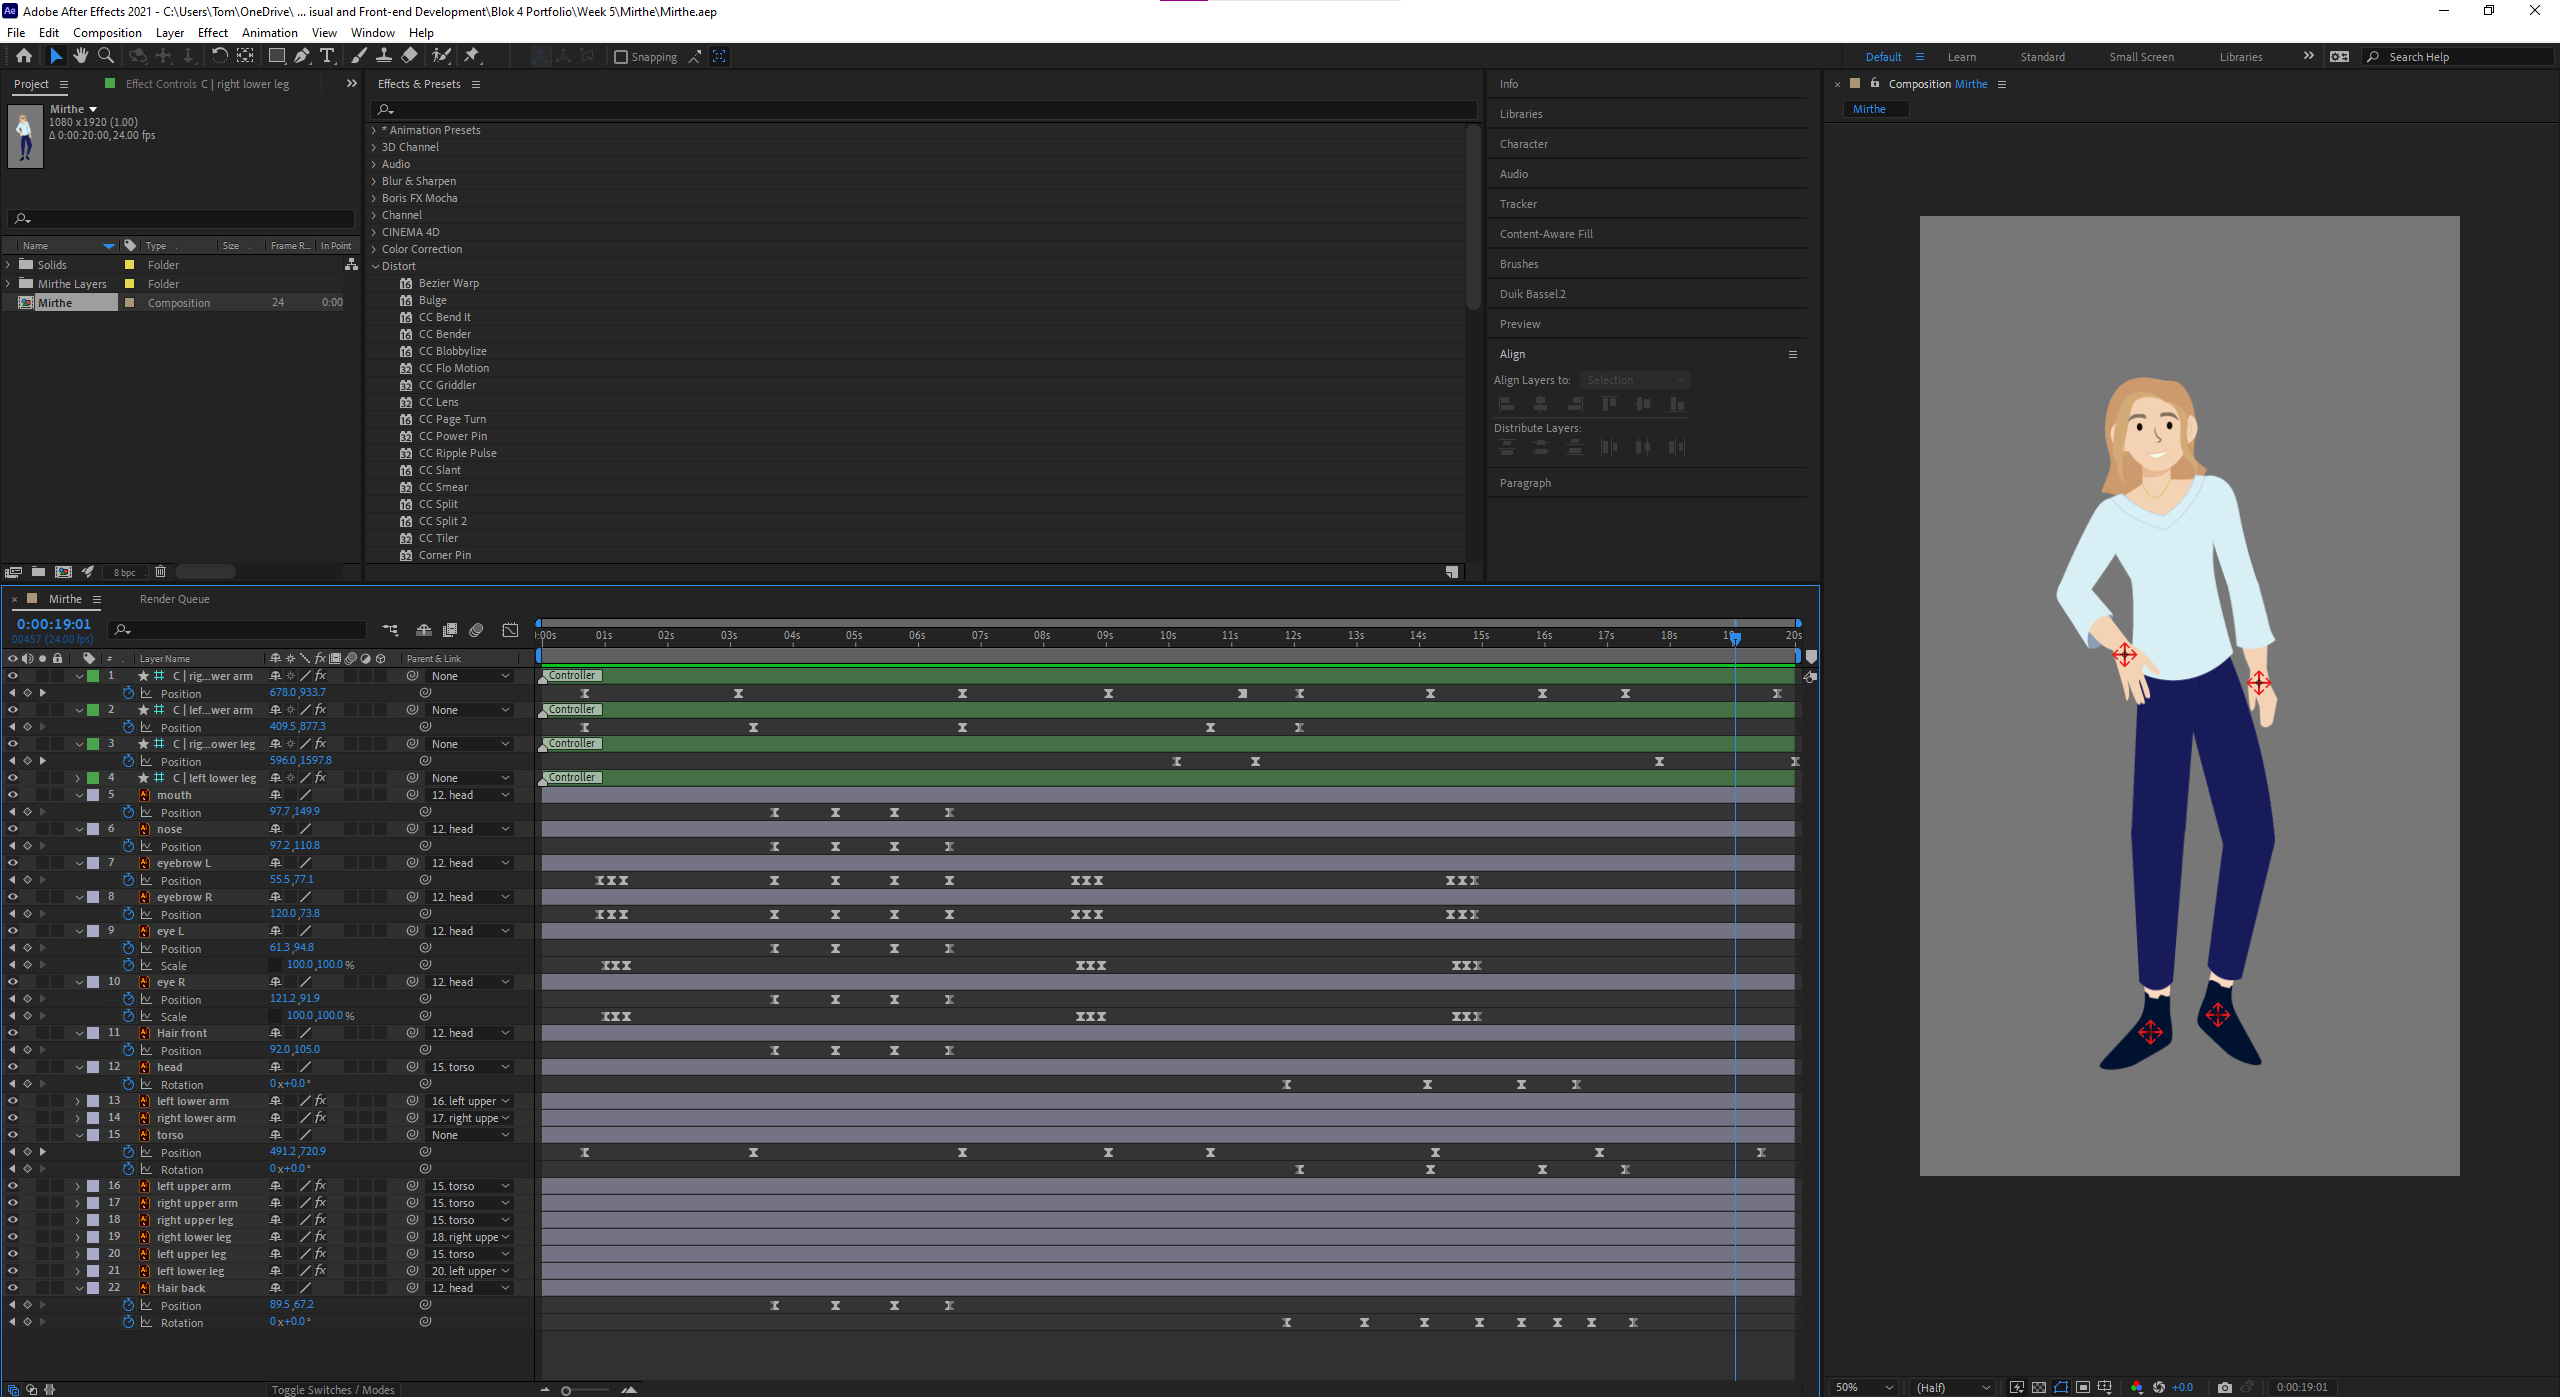 Adobe After Effects 2021 - C:\Users\Tom\OneDrive\ ... isual and Front-end Development\Blok 4 Portfolio\Week 5\Mirthe\Mirthe.aep
File Edit Composition Layer Effect Animation View Window Help
Snapping
Default Learn Standard Small Screen Libraries Search Help
Project Effect Controls C | right lower leg
Mirthe
1080 x 1920 (1.00)
Δ 0:00:20:00, 24.00 fps
Name Type Size Frame R... In Point
Solids Folder
Mirthe Layers Folder
Mirthe Composition 24 0:00
8 bpc
Effects & Presets
* Animation Presets
3D Channel
Audio
Blur & Sharpen
Boris FX Mocha
Channel
CINEMA 4D
Color Correction
Distort
Bezier Warp
Bulge
CC Bend It
CC Bender
CC Blobbylize
CC Flo Motion
CC Griddler
CC Lens
CC Page Turn
CC Power Pin
CC Ripple Pulse
CC Slant
CC Smear
CC Split
CC Split 2
CC Tiler
Corner Pin
Info
Libraries
Character
Audio
Tracker
Content-Aware Fill
Brushes
Duik Bassel.2
Preview
Align
Align Layers to: Selection
Distribute Layers:
Paragraph
Composition Mirthe
Mirthe
Mirthe Render Queue
0:00:19:01
00457 (24.00 fps)
:00s 01s 02s 03s 04s 05s 06s 07s 08s 09s 10s 11s 12s 13s 14s 15s 16s 17s 18s 19s 20s
# Layer Name Parent & Link
1 C | rig...wer arm None Controller
Position 678.0,933.7
2 C | lef...wer arm None Controller
Position 409.5,877.3
3 C | rig...ower leg None Controller
Position 596.0,1597.8
4 C | left lower leg None Controller
5 mouth 12. head
Position 97.7,149.9
6 nose 12. head
Position 97.2,110.8
7 eyebrow L 12. head
Position 55.5,77.1
8 eyebrow R 12. head
Position 120.0,73.8
9 eye L 12. head
Position 61.3,94.8
Scale 100.0,100.0%
10 eye R 12. head
Position 121.2,91.9
Scale 100.0,100.0%
11 Hair front 12. head
Position 92.0,105.0
12 head 15. torso
Rotation 0x+0.0°
13 left lower arm 16. left upper
14 right lower arm 17. right uppe
15 torso None
Position 491.2,720.9
Rotation 0x+0.0°
16 left upper arm 15. torso
17 right upper arm 15. torso
18 right upper leg 15. torso
19 right lower leg 18. right uppe
20 left upper leg 15. torso
21 left lower leg 20. left upper
22 Hair back 12. head
Position 89.5,67.2
Rotation 0x+0.0°
Toggle Switches / Modes
50% (Half) +0.0 0:00:19:01